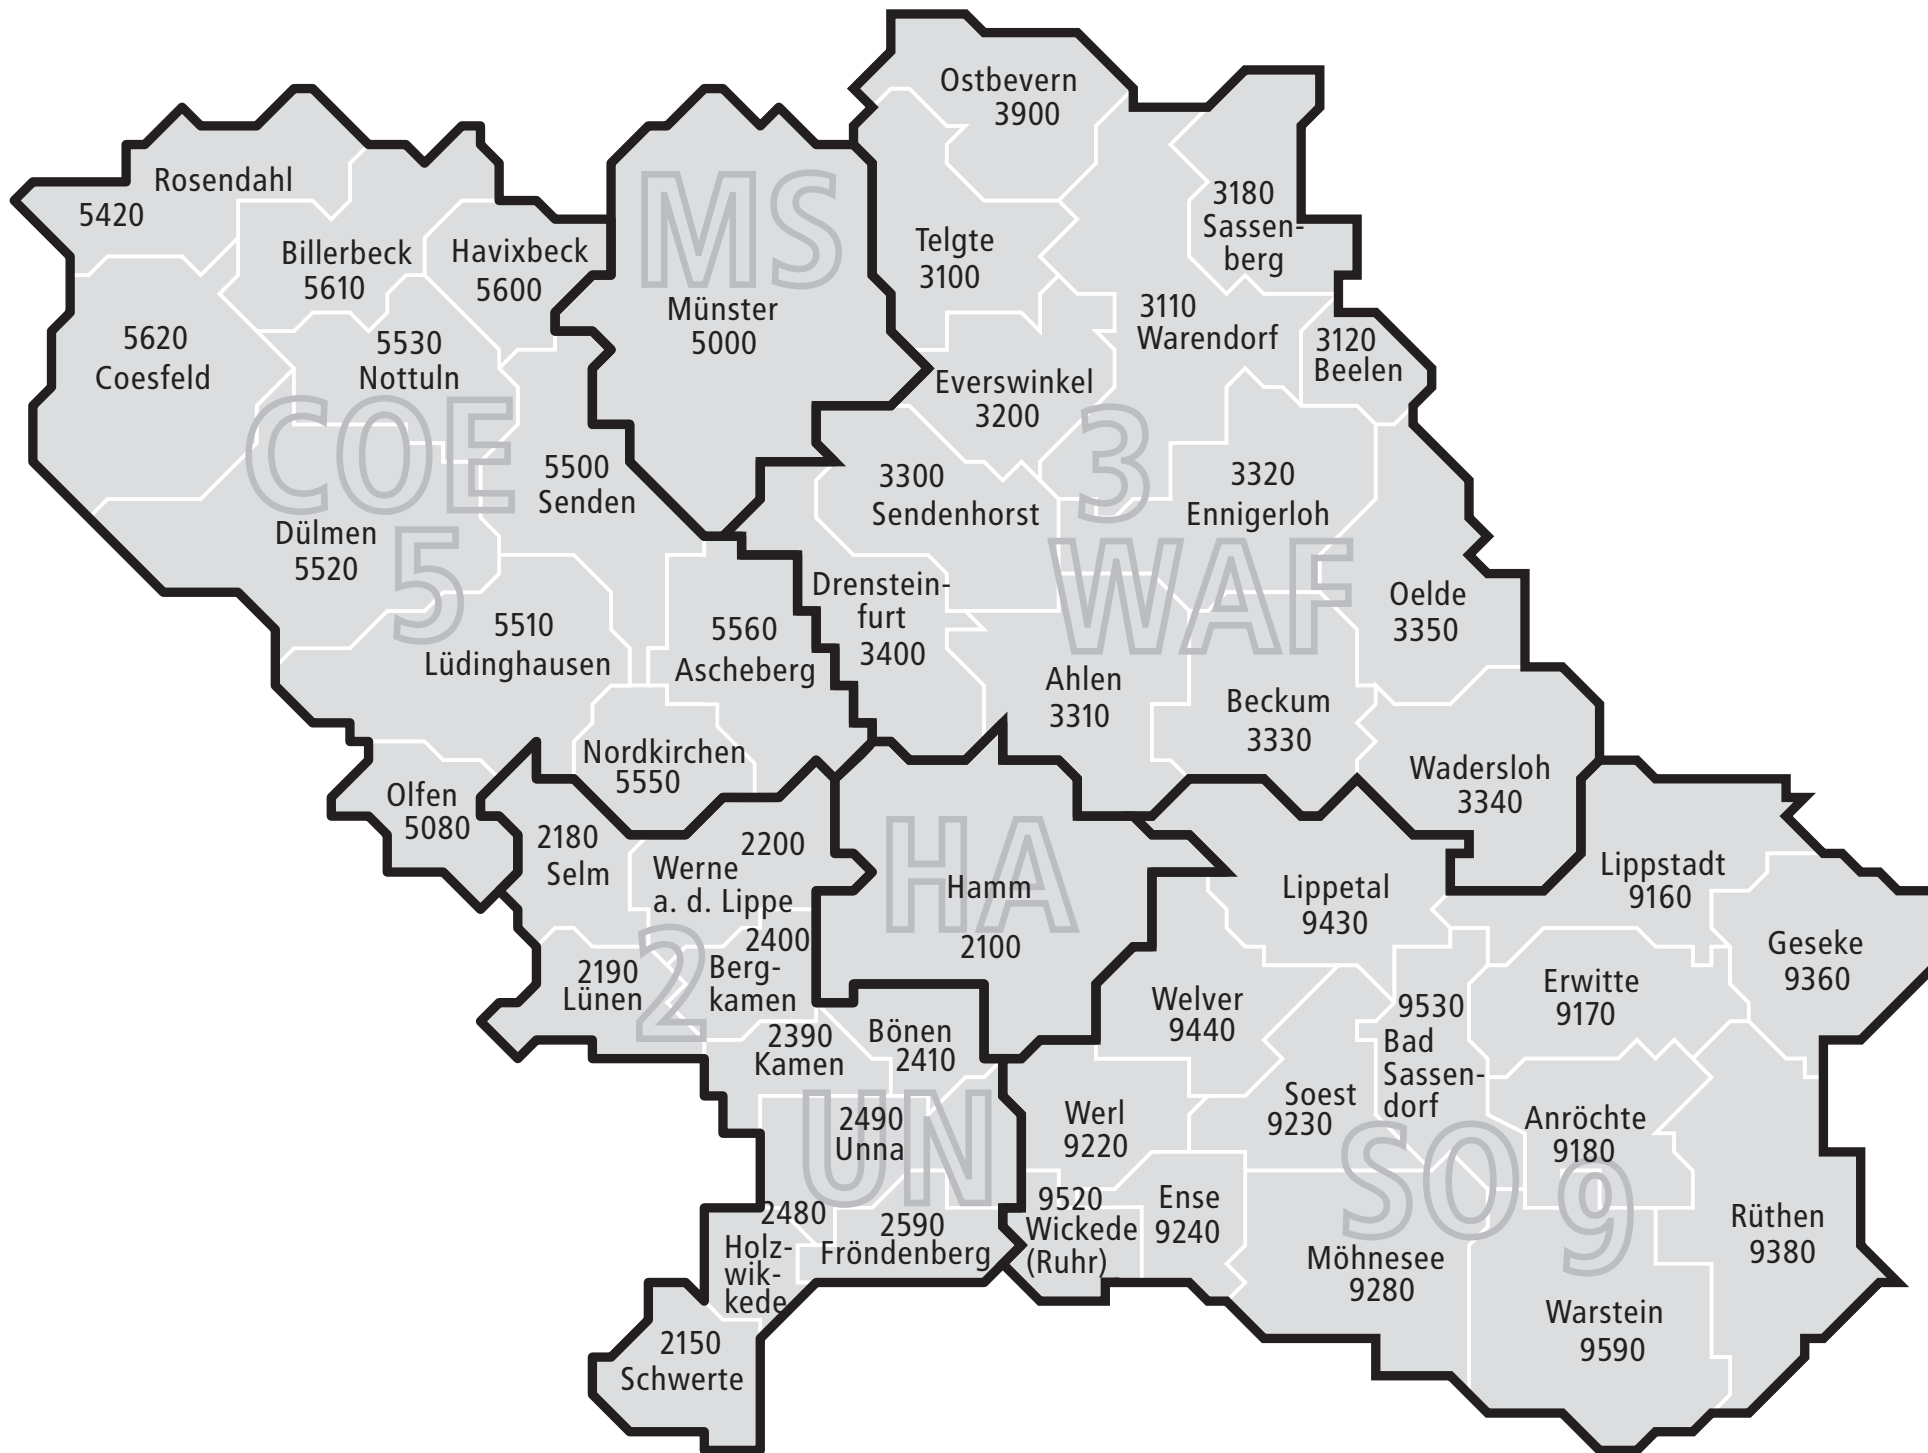 Ostbevern
3900
Rosendahl
5420
MS
3180
Sassen-
berg
Billerbeck
5610
Havixbeck
5600
Telgte
3100
Münster
5000
3110
Warendorf
3120
Beelen
5620
Coesfeld
5530
Nottuln
Everswinkel
3200
COE
5
5500
Senden
3300
Sendenhorst
3
WAF
3320
Ennigerloh
Dülmen
5520
Drenstein-
furt
3400
Oelde
3350
5510
Lüdinghausen
5560
Ascheberg
Ahlen
3310
Beckum
3330
Nordkirchen
5550
Wadersloh
3340
Olfen
5080
2180
Selm
2200
Werne
a. d. Lippe
HA
Hamm
2100
Lippetal
9430
Lippstadt
9160
Geseke
9360
2
2400
Berg-
kamen
2190
Lünen
Welver
9440
9530
Bad
Sassen-
dorf
Erwitte
9170
2390
Kamen
Bönen
2410
UN
2490
Unna
Werl
9220
Soest
9230
Anröchte
9180
SO
9
2480
Holz-
wik-
kede
2590
Fröndenberg
9520
Wickede
(Ruhr)
Ense
9240
Möhnesee
9280
Rüthen
9380
Warstein
9590
2150
Schwerte